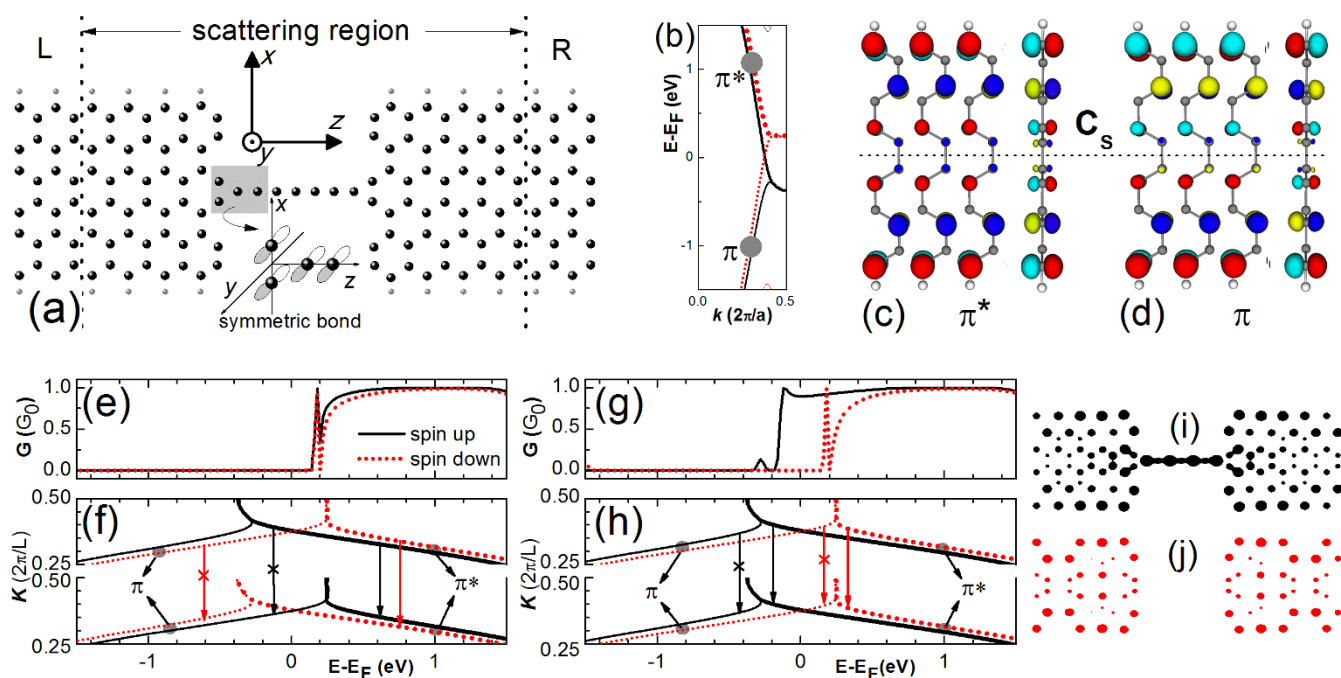 scattering region
L
R
x
z
y
x
y
z
symmetric bond
(a)
(b)
E-E_F (eV)
1
0
-1
π*
π
0.0 0.5
k (2π/a)
C_s
(c) π*
(d) π
(e)
G (G_0)
1.0
0.5
0.0
spin up
spin down
(f)
K (2π/L)
0.50
0.25
0.50
0.25
π
π*
-1 0 1
E-E_F (eV)
(g)
G (G_0)
1.0
0.5
0.0
(h)
K (2π/L)
0.50
0.25
0.50
0.25
π
π*
-1 0 1
E-E_F(eV)
(i)
(j)